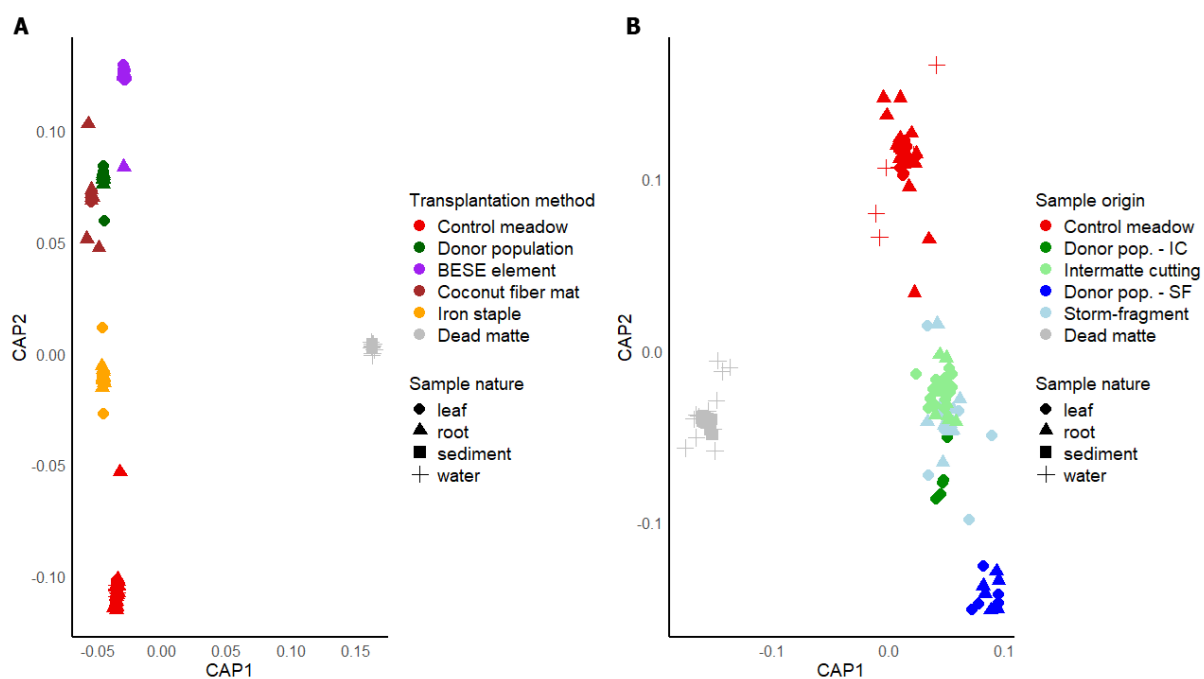 A
CAP2
0.10
0.05
0.00
-0.05
-0.10
-0.05
0.00
0.05
0.10
0.15
CAP1
Transplantation method
Control meadow
Donor population
BESE element
Coconut fiber mat
Iron staple
Dead matte
Sample nature
leaf
root
sediment
water
B
CAP2
0.1
0.0
-0.1
-0.1
0.0
0.1
CAP1
Sample origin
Control meadow
Donor pop. - IC
Intermatte cutting
Donor pop. - SF
Storm-fragment
Dead matte
Sample nature
leaf
root
sediment
water